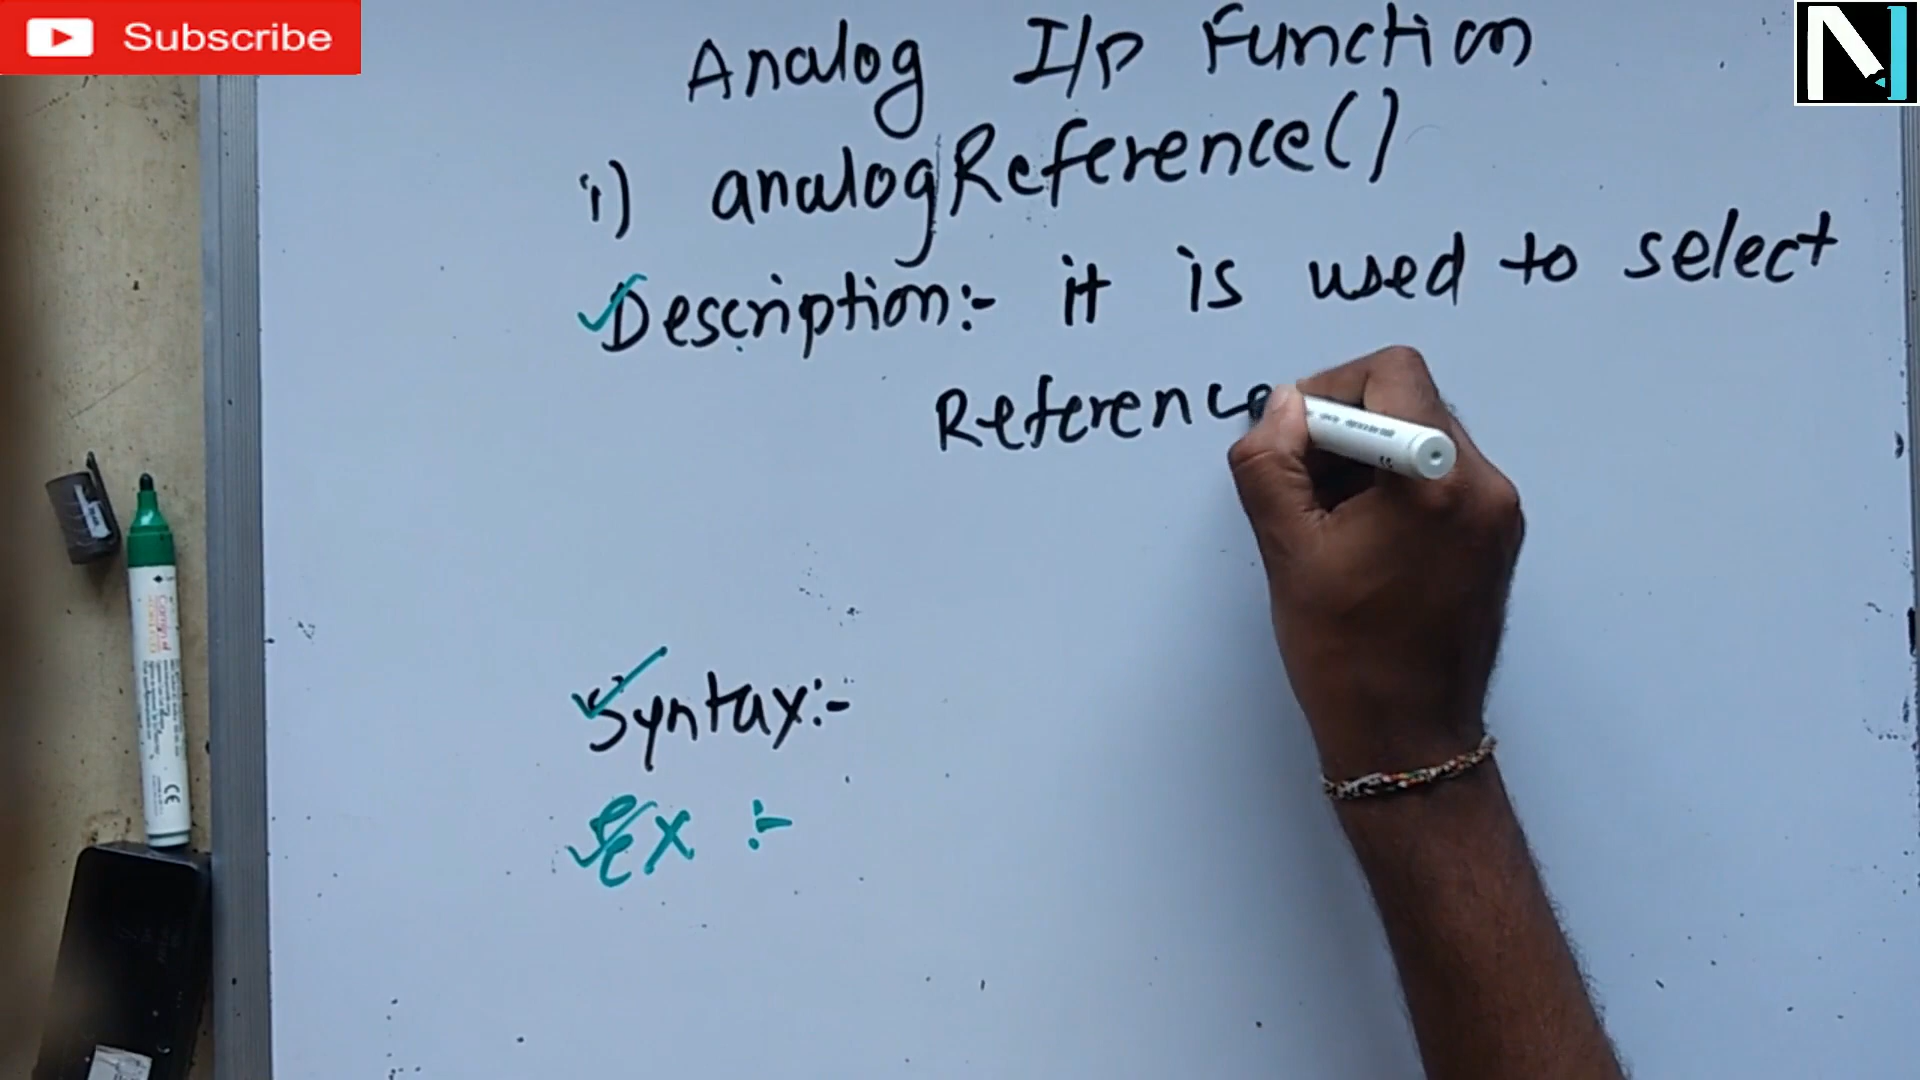 Subscribe
Analog I/P Function
i) analogReference()
Description:- it is used to select
Reference
Syntax:-
Ex :-